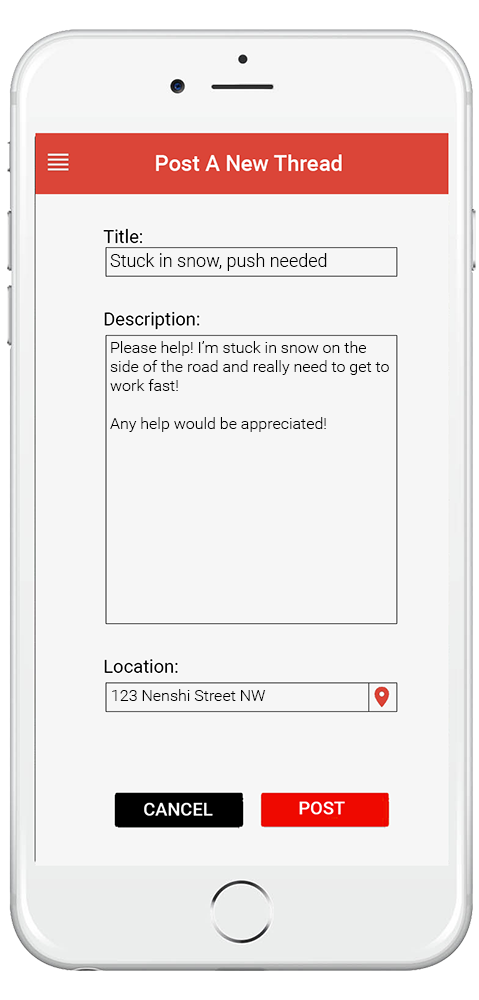 Post A New Thread
Title:
Stuck in snow, push needed
Description:
Please help! I’m stuck in snow on the
side of the road and really need to get to
work fast!
Any help would be appreciated!
Location:
123 Nenshi Street NW
CANCEL POST